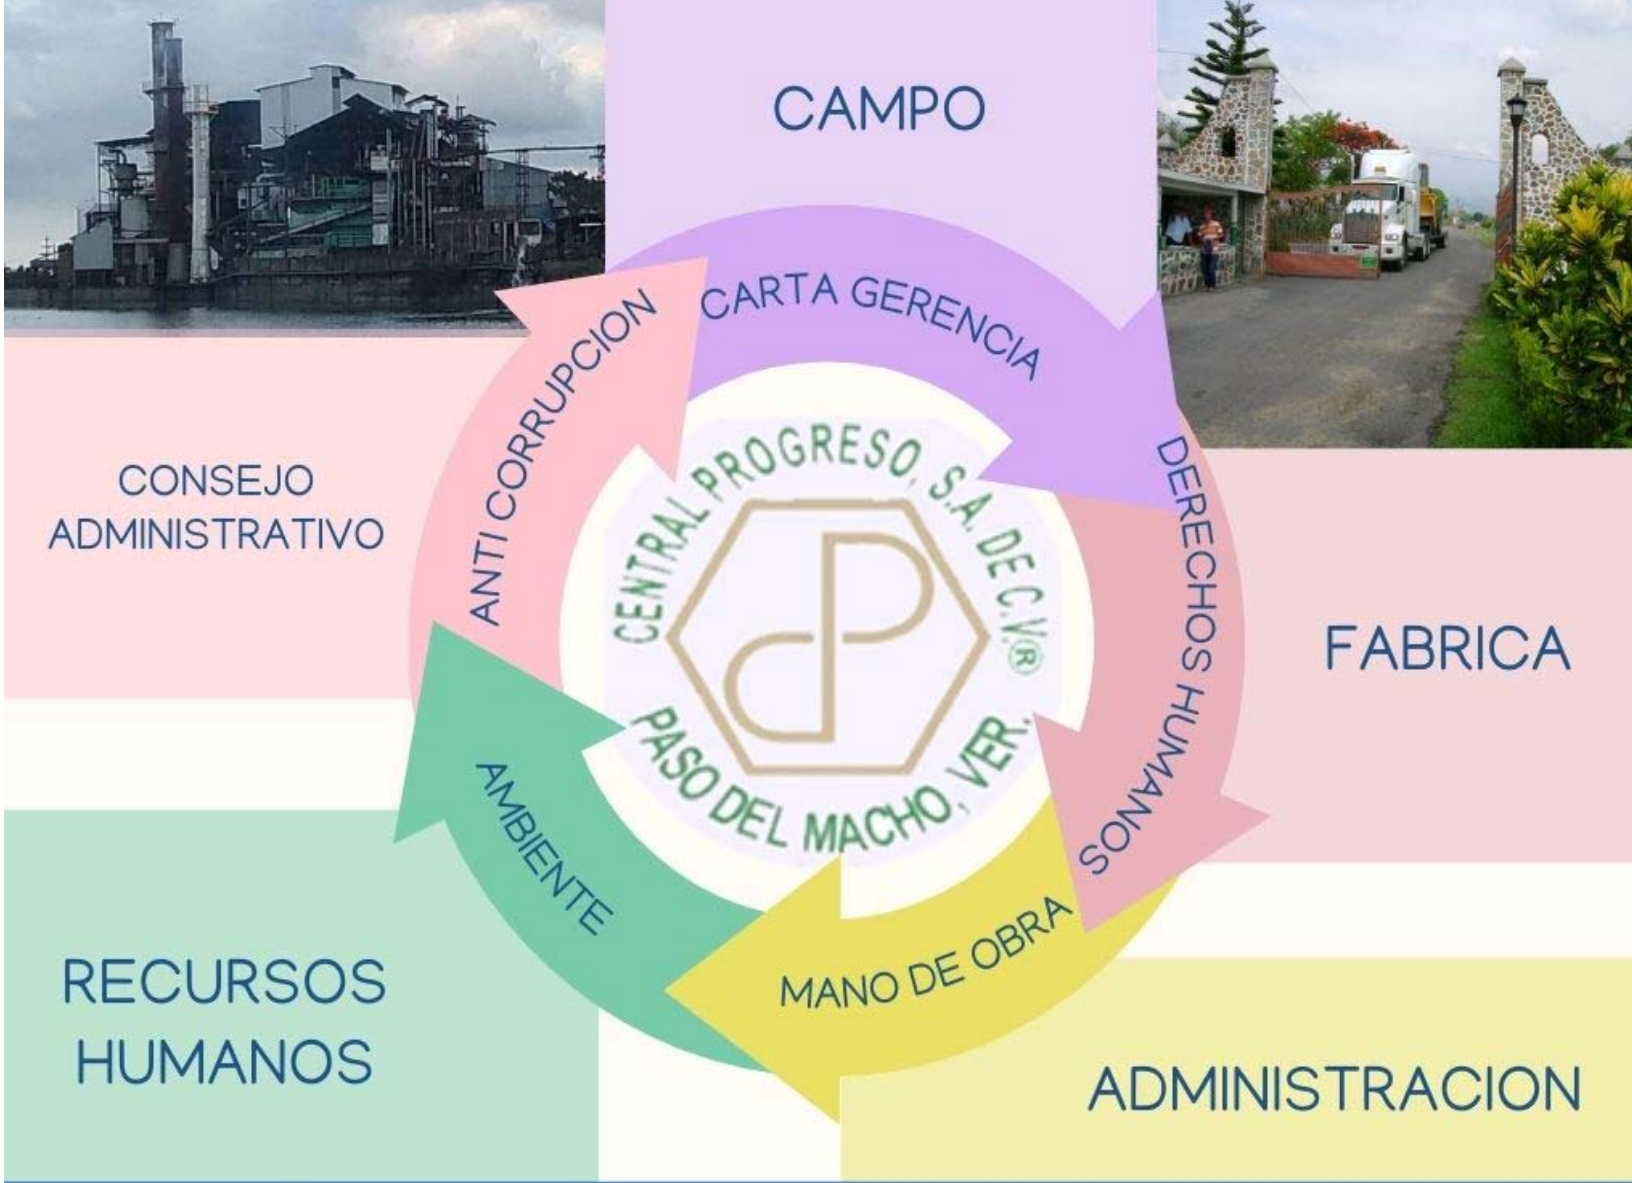 CAMPO
CARTA GERENCIA
ANTI CORRUPCION
DERECHOS HUMANOS
CONSEJO
ADMINISTRATIVO
CENTRAL PROGRESO, S.A. DE C.V.®
PASO DEL MACHO, VER.
FABRICA
AMBIENTE
MANO DE OBRA
RECURSOS
HUMANOS
ADMINISTRACION